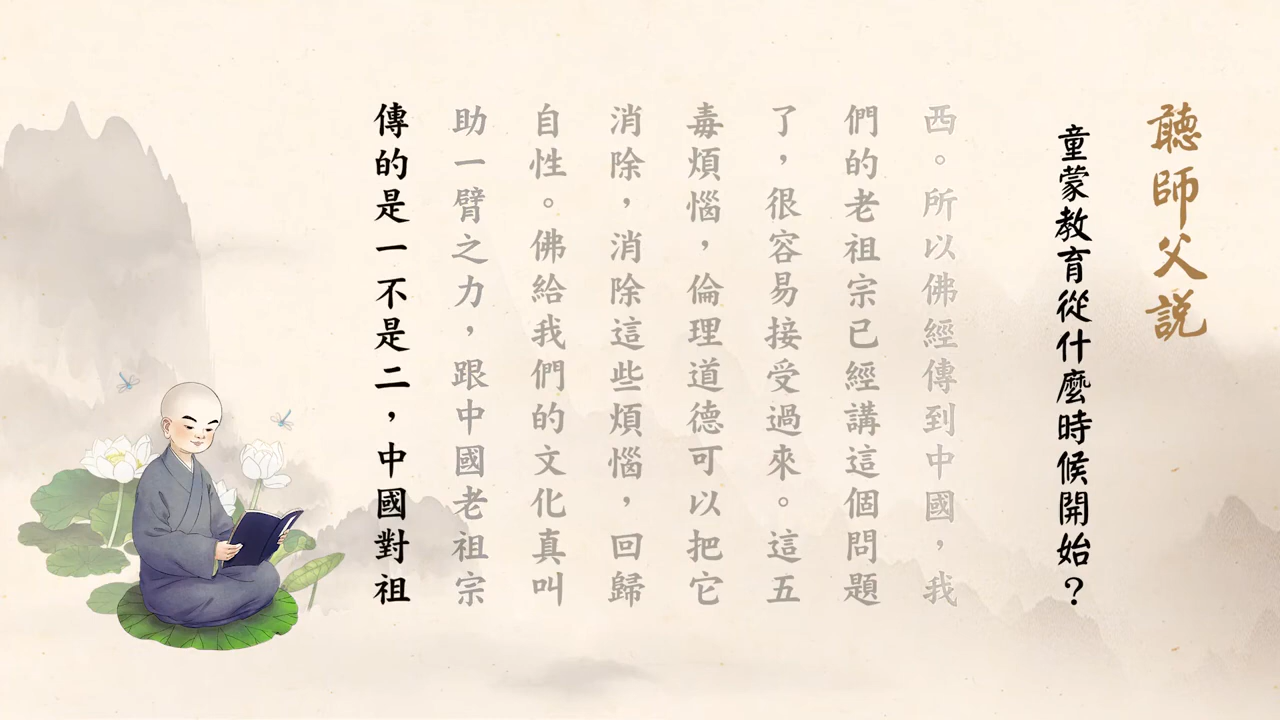 聽師父說
童蒙教育從什麼時候開始？
西。所以佛經傳到中國，我
們的老祖宗已經講這個問題
了，很容易接受過來。這五
毒煩惱，倫理道德可以把它
消除，消除這些煩惱，回歸
自性。佛給我們的文化真叫
助一臂之力，跟中國老祖宗
傳的是一不是二，中國對祖